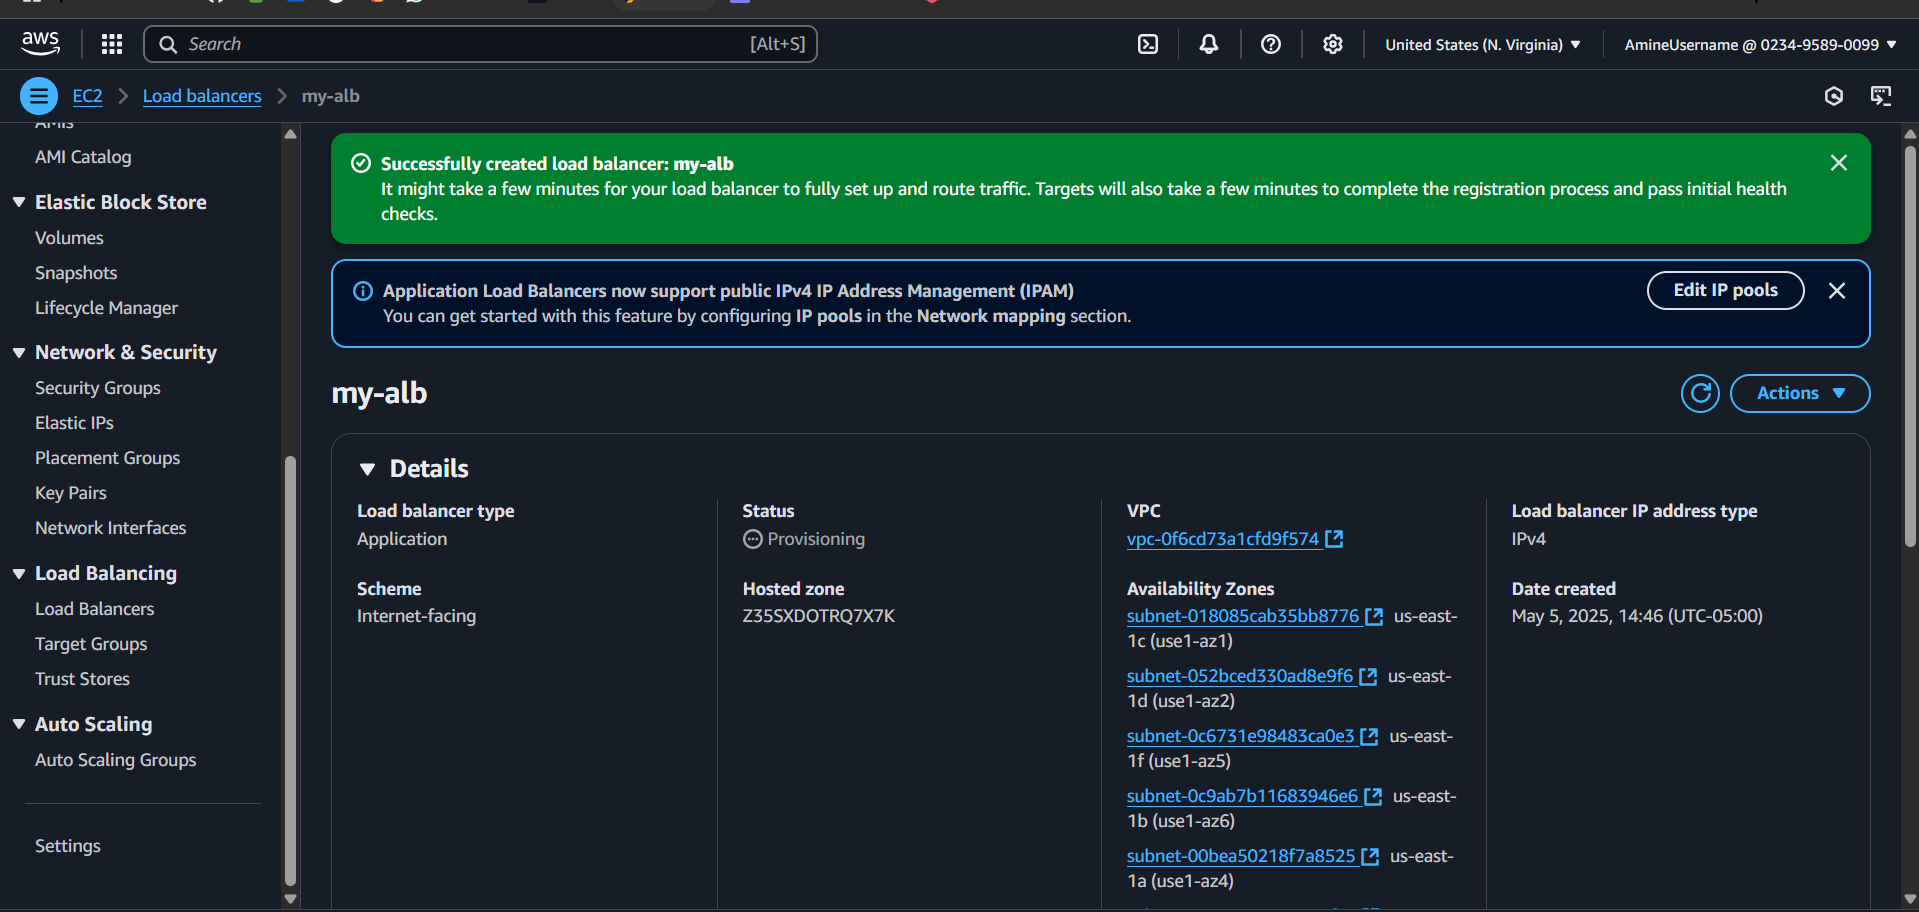 aws
Search
[Alt+S]
United States (N. Virginia)
AmineUsername @ 0234-9589-0099
EC2
Load balancers
my-alb
AMIs
AMI Catalog
Elastic Block Store
Volumes
Snapshots
Lifecycle Manager
Network & Security
Security Groups
Elastic IPs
Placement Groups
Key Pairs
Network Interfaces
Load Balancing
Load Balancers
Target Groups
Trust Stores
Auto Scaling
Auto Scaling Groups
Settings
Successfully created load balancer: my-alb
It might take a few minutes for your load balancer to fully set up and route traffic. Targets will also take a few minutes to complete the registration process and pass initial health
checks.
Application Load Balancers now support public IPv4 IP Address Management (IPAM)
You can get started with this feature by configuring IP pools in the Network mapping section.
Edit IP pools
my-alb
Actions
Details
Load balancer type
Application
Scheme
Internet-facing
Status
Provisioning
Hosted zone
Z35SXDOTRQ7X7K
VPC
vpc-0f6cd73a1cfd9f574
Availability Zones
subnet-018085cab35bb8776 us-east-
1c (use1-az1)
subnet-052bced330ad8e9f6 us-east-
1d (use1-az2)
subnet-0c6731e98483ca0e3 us-east-
1f (use1-az5)
subnet-0c9ab7b11683946e6 us-east-
1b (use1-az6)
subnet-00bea50218f7a8525 us-east-
1a (use1-az4)
Load balancer IP address type
IPv4
Date created
May 5, 2025, 14:46 (UTC-05:00)